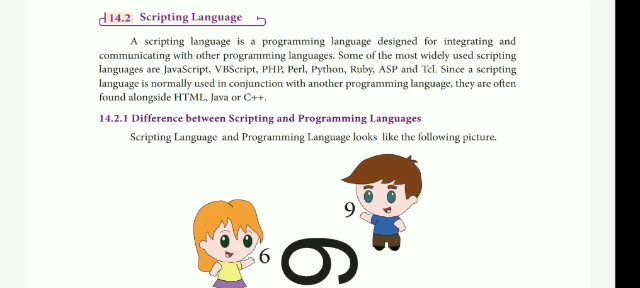 14.2 Scripting Language
A scripting language is a programming language designed for integrating and
communicating with other programming languages. Some of the most widely used scripting
languages are JavaScript, VBScript, PHP, Perl, Python, Ruby, ASP and Tcl. Since a scripting
language is normally used in conjunction with another programming language, they are often
found alongside HTML, Java or C++.
14.2.1 Difference between Scripting and Programming Languages
Scripting Language and Programming Language looks like the following picture.
9
6
6